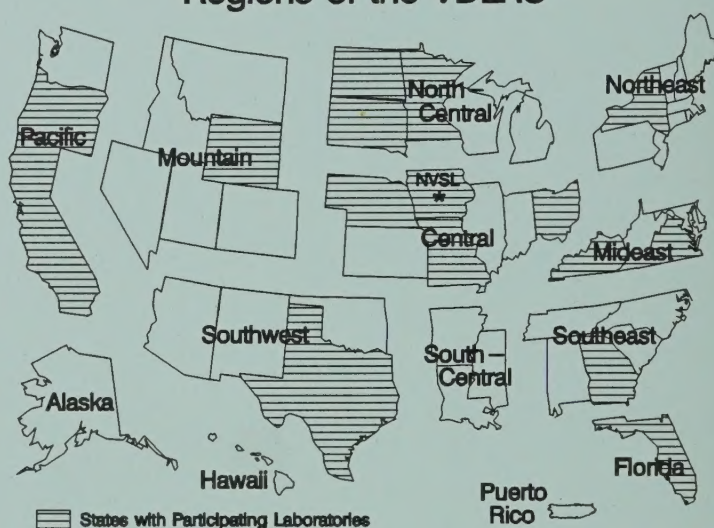 Regions of the
Pacific
Mountain
North
Central
Northeast
NVSL
*
Central
Mideast
Southwest
South –
Central
Southeast
Alaska
Hawaii
Florida
Puerto
Rico
States with Participating Laboratories